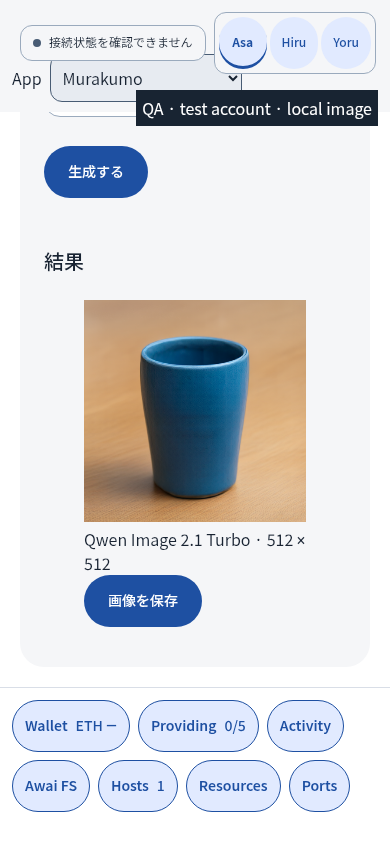 接続状態を確認できません
Asa
Hiru
Yoru
App
Murakumo
QA · test account · local image
生成する
結果
Qwen Image 2.1 Turbo · 512 ×
512
画像を保存
Wallet ETH —
Providing 0/5
Activity
Awai FS
Hosts 1
Resources
Ports